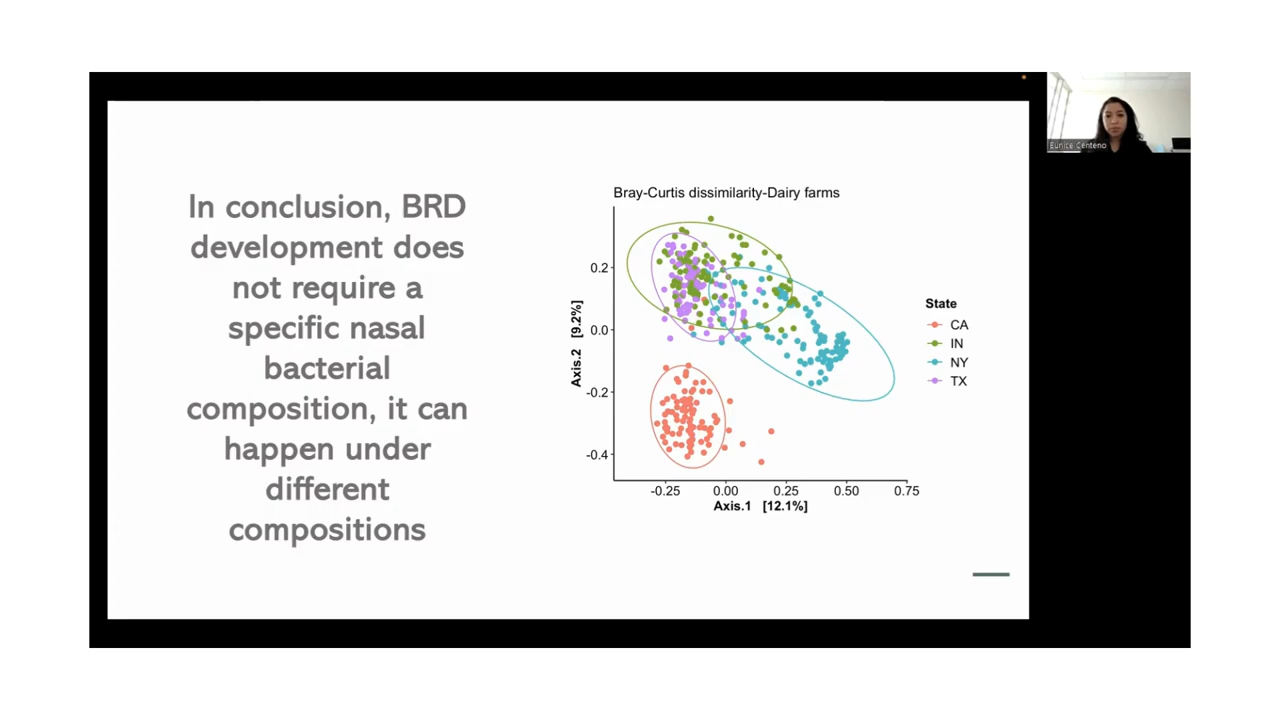 In conclusion, BRD
development does
not require a
specific nasal
bacterial
composition, it can
happen under
different
compositions
Bray-Curtis dissimilarity-Dairy farms
0.2
0.0
-0.2
-0.4
Axis.2 [9.2%]
-0.25 0.00 0.25 0.50 0.75
Axis.1 [12.1%]
State
CA
IN
NY
TX
Eunice Centeno